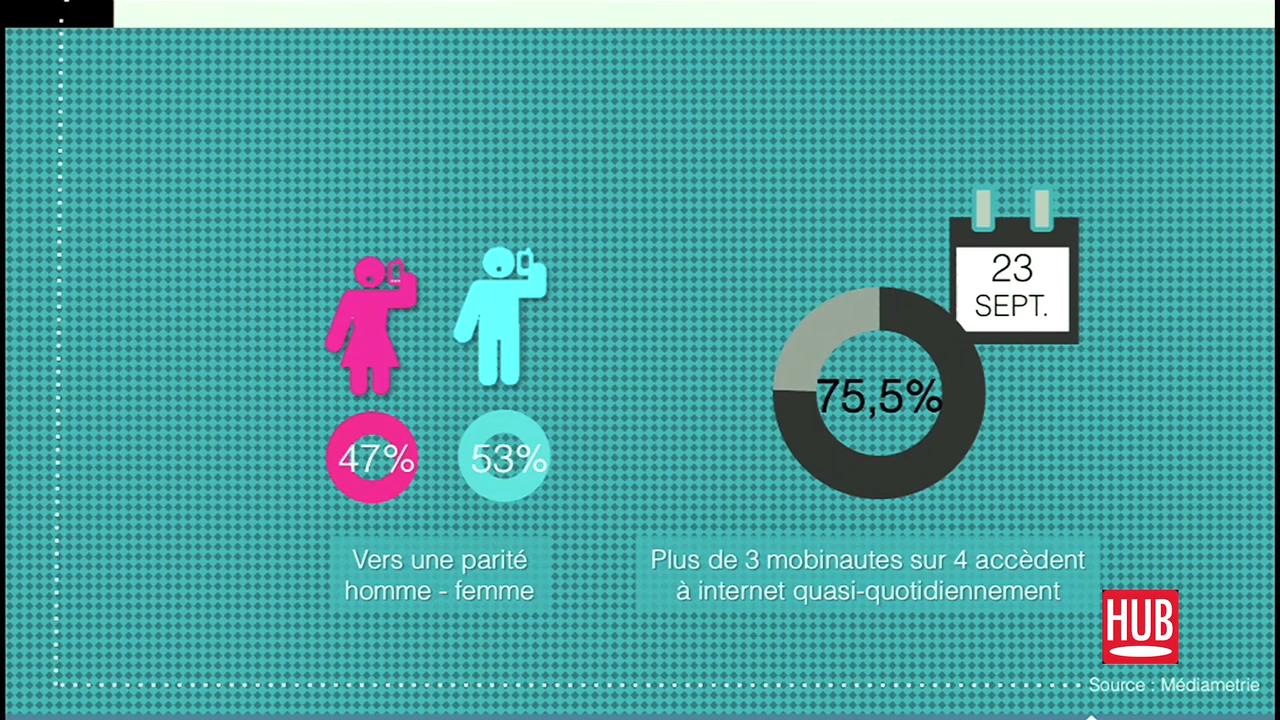 23
SEPT.
75,5%
47%
53%
Vers une parité
homme - femme
Plus de 3 mobinautes sur 4 accèdent
à internet quasi-quotidiennement
HUB
Source : Médiametrie